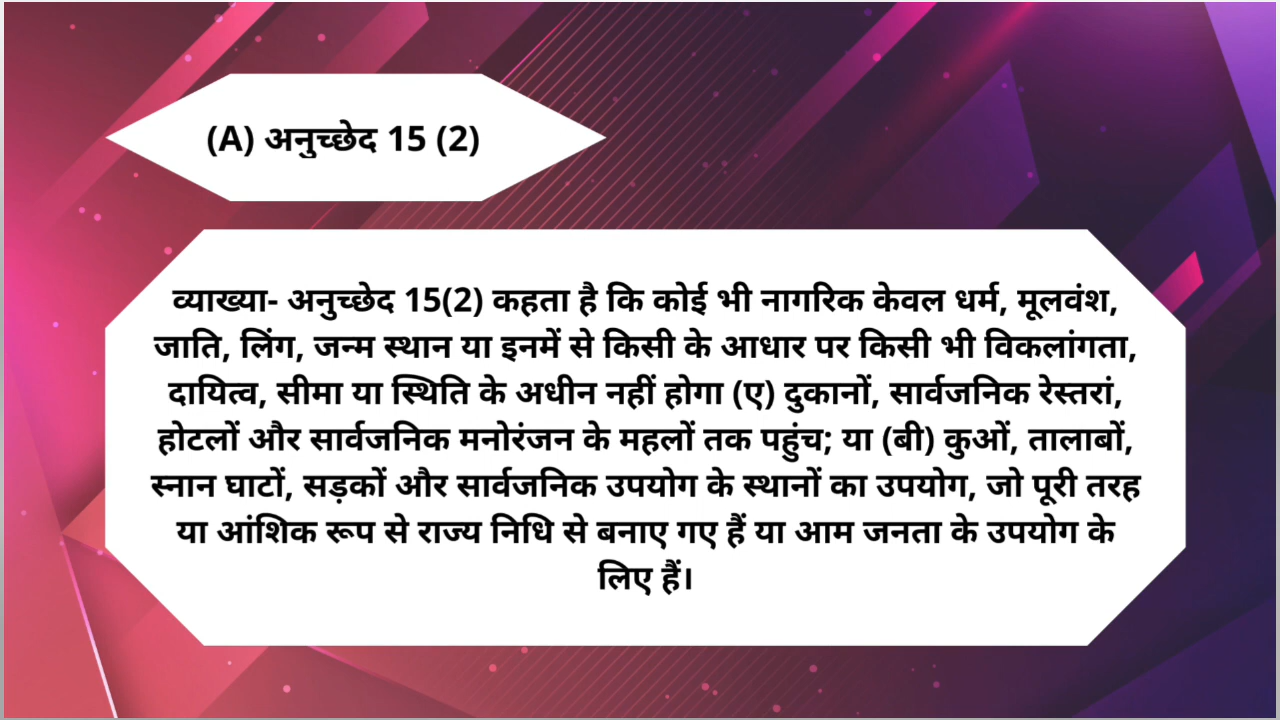 (A) अनुच्छेद 15 (2)
व्याख्या- अनुच्छेद 15(2) कहता है कि कोई भी नागरिक केवल धर्म, मूलवंश,
जाति, लिंग, जन्म स्थान या इनमें से किसी के आधार पर किसी भी विकलांगता,
दायित्व, सीमा या स्थिति के अधीन नहीं होगा (ए) दुकानों, सार्वजनिक रेस्तरां,
होटलों और सार्वजनिक मनोरंजन के महलों तक पहुंच; या (बी) कुओं, तालाबों,
स्नान घाटों, सड़कों और सार्वजनिक उपयोग के स्थानों का उपयोग, जो पूरी तरह
या आंशिक रूप से राज्य निधि से बनाए गए हैं या आम जनता के उपयोग के
लिए हैं।